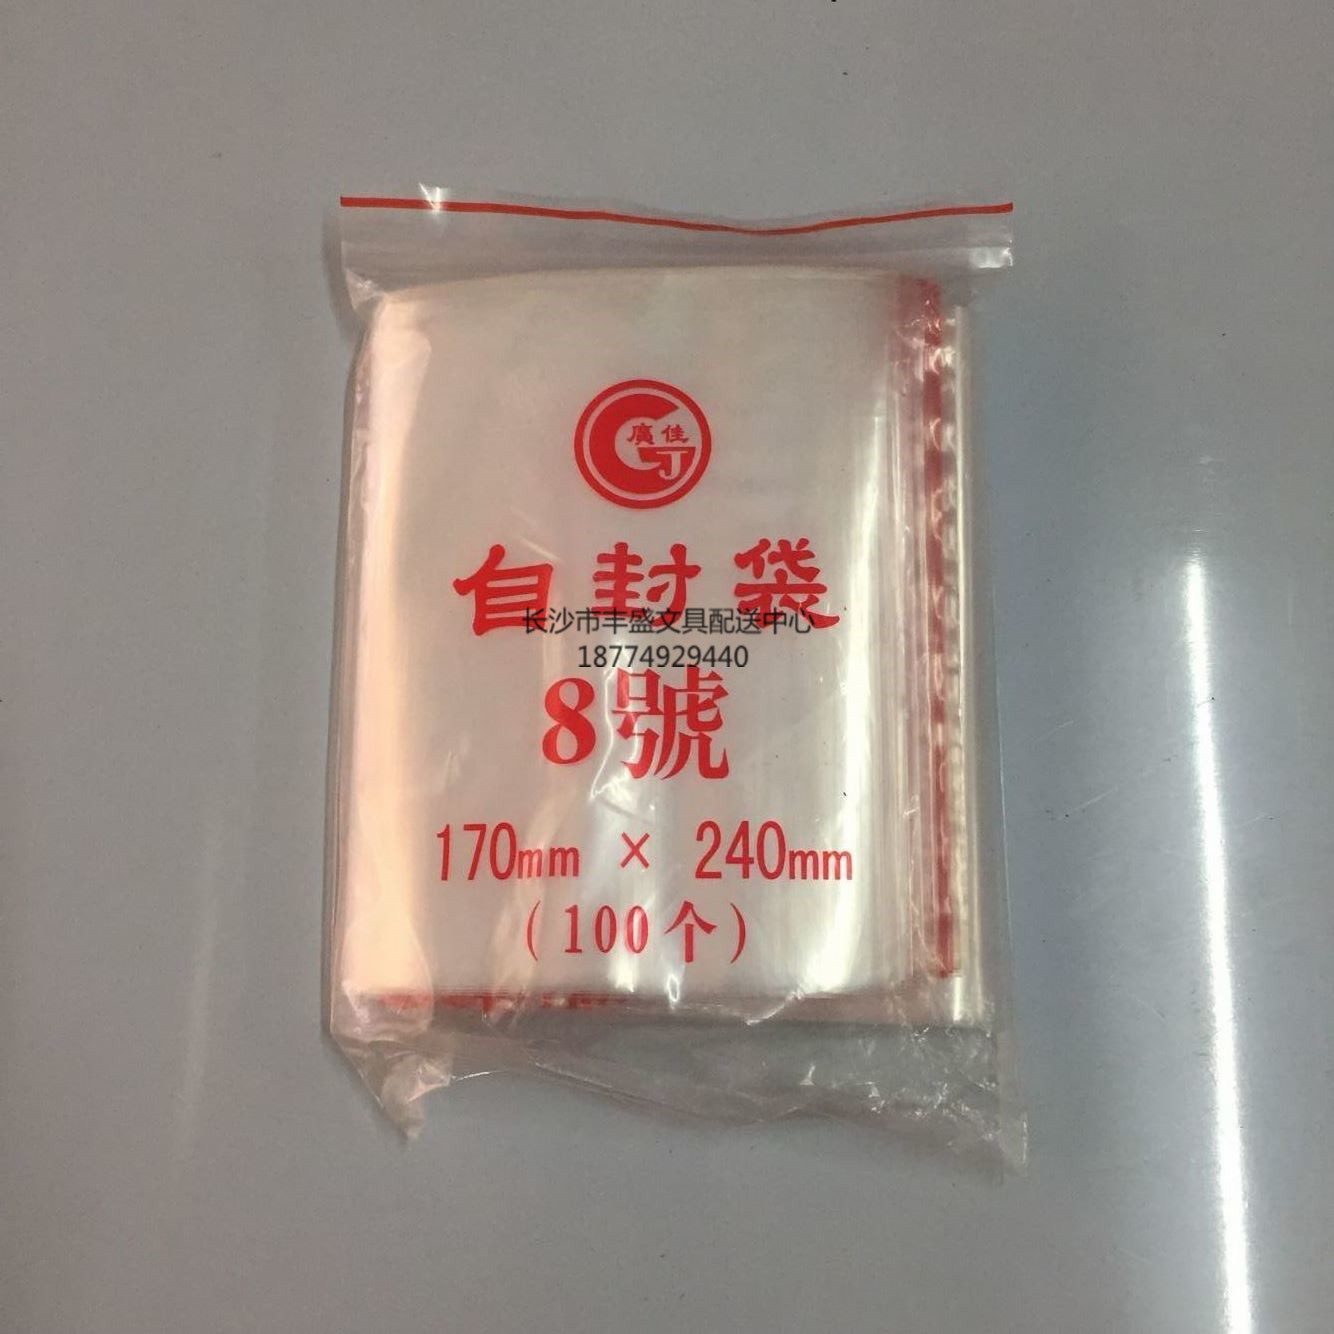 廣佳
GJ
自封袋
长沙市丰盛文具配送中心
18774929440
8號
170mm × 240mm
(100个)